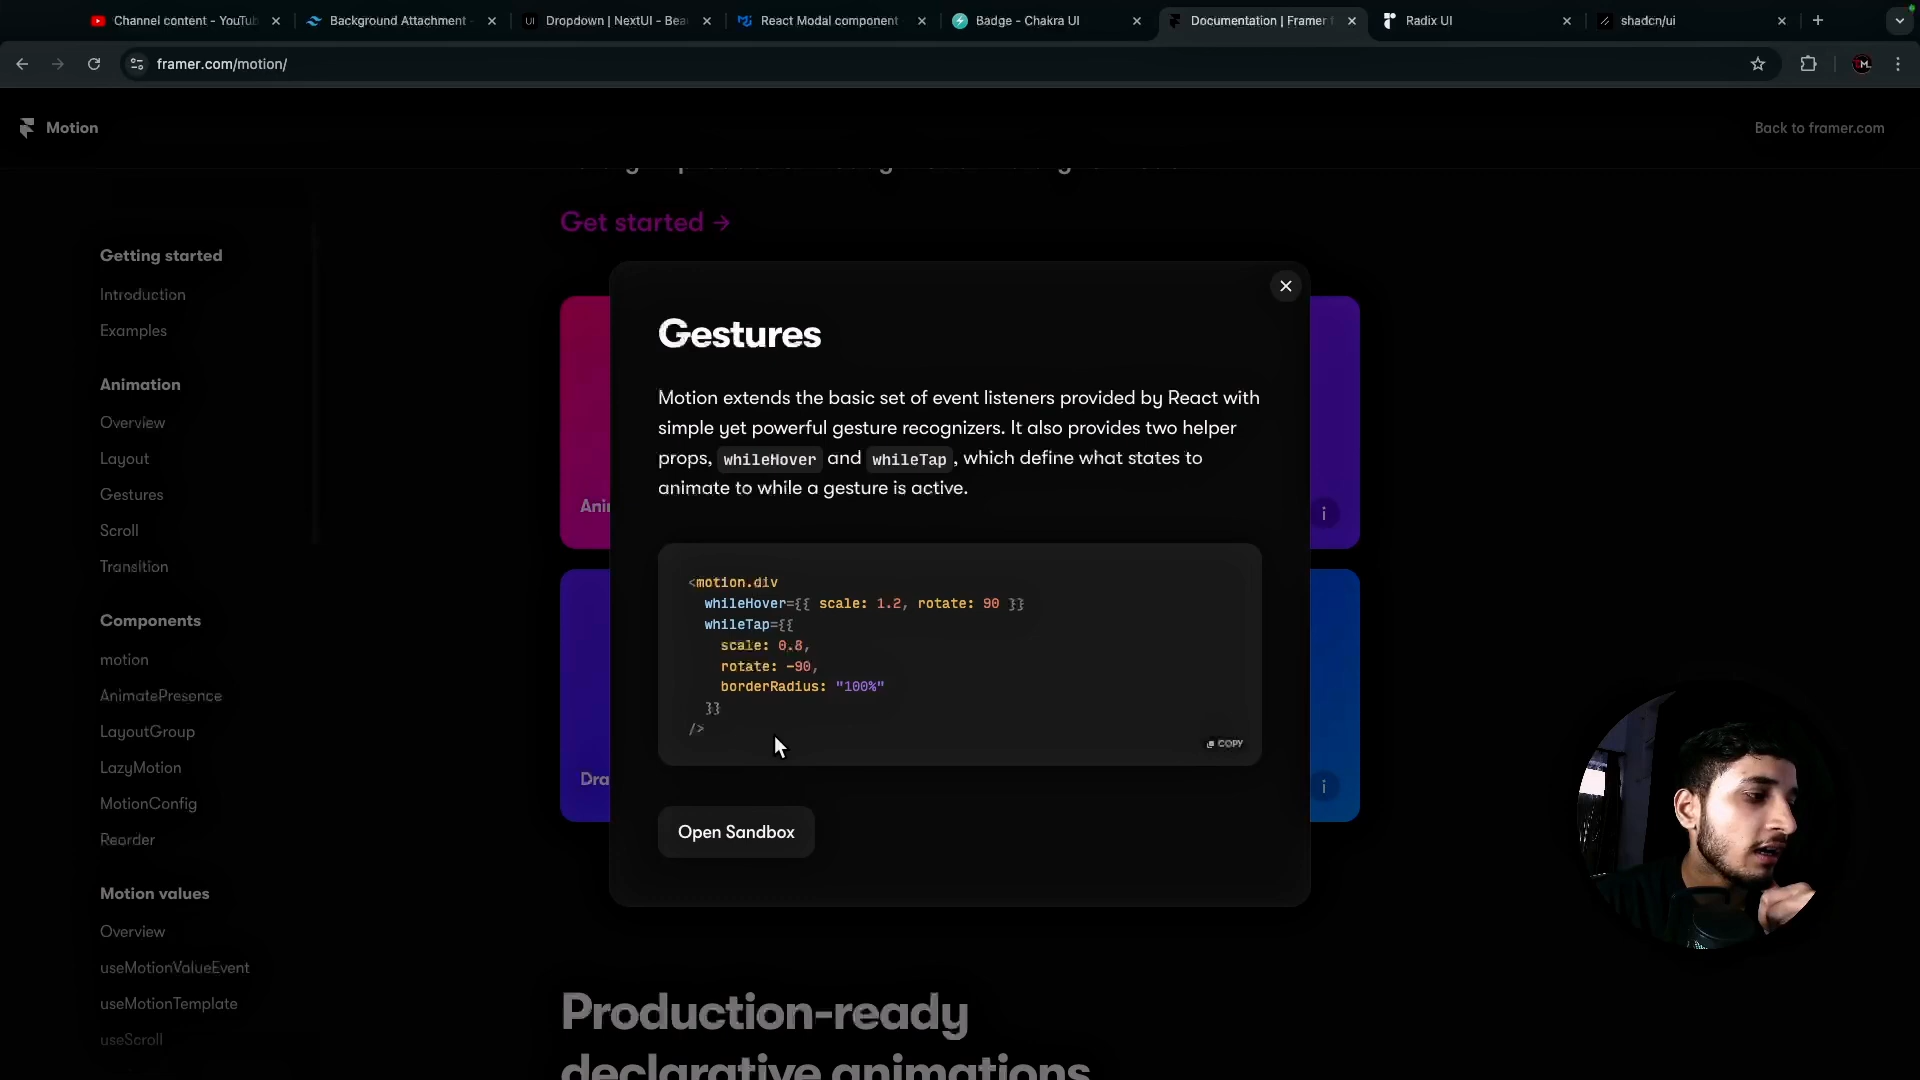 Channel content - YouTub
Background Attachment -
Dropdown | NextUI - Beau
React Modal component
Badge - Chakra UI
Documentation | Framer f
Radix UI
shadcn/ui
framer.com/motion/
Motion
Back to framer.com
Get started →
Getting started
Introduction
Examples
Animation
Overview
Layout
Gestures
Scroll
Transition
Components
motion
AnimatePresence
LayoutGroup
LazyMotion
MotionConfig
Reorder
Motion values
Overview
useMotionValueEvent
useMotionTemplate
useScroll
Ani
Dra
Gestures
Motion extends the basic set of event listeners provided by React with
simple yet powerful gesture recognizers. It also provides two helper
props, whileHover and whileTap, which define what states to
animate to while a gesture is active.
<motion.div
whileHover={{ scale: 1.2, rotate: 90 }}
whileTap={{
scale: 0.8,
rotate: -90,
borderRadius: "100%"
}}
/>
COPY
Open Sandbox
Production-ready
declarative animations